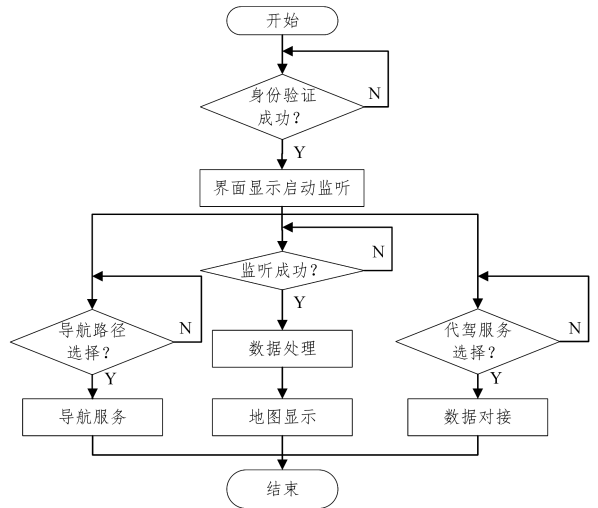 开始
身份验证
成功？
N
Y
界面显示启动监听
监听成功？
N
Y
导航路径
选择？
N
Y
代驾服务
选择？
N
Y
数据处理
导航服务
地图显示
数据对接
结束